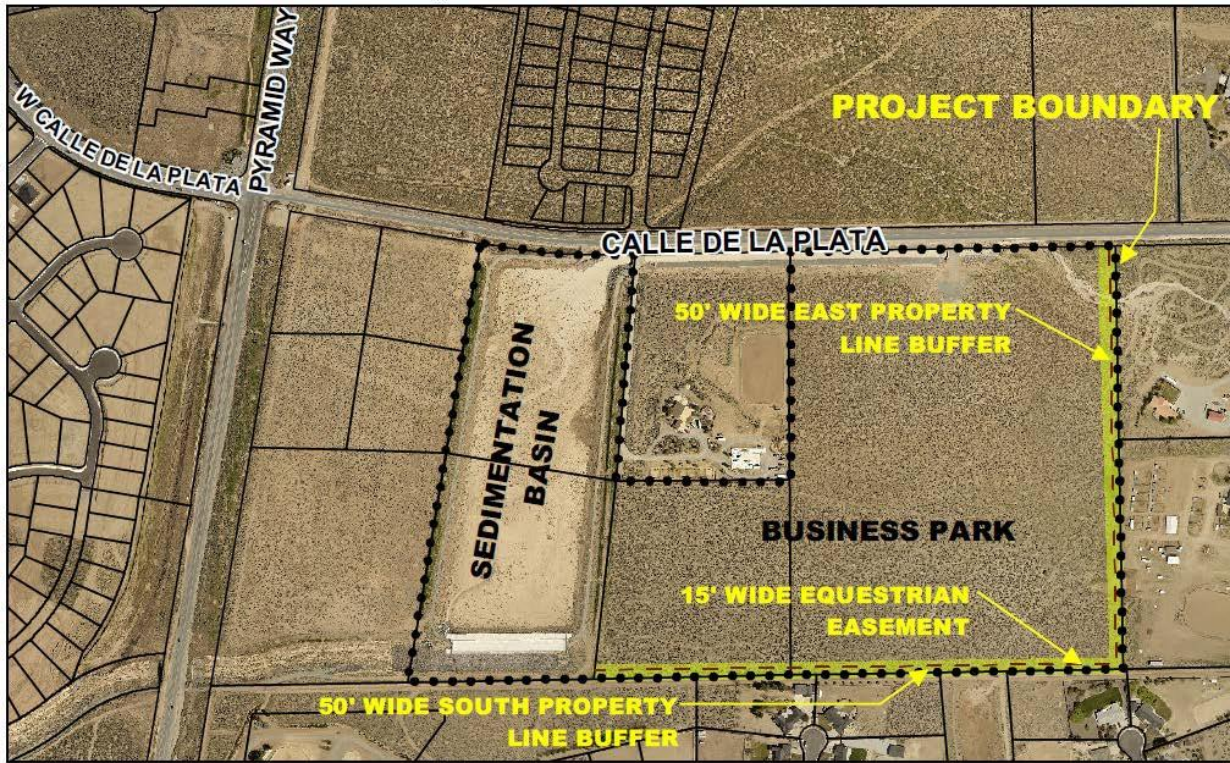 PROJECT BOUNDARY
W CALLE DE LA PLATA
PYRAMID WAY
CALLE DE LA PLATA
50' WIDE EAST PROPERTY
LINE BUFFER
SEDIMENTATION
BASIN
BUSINESS PARK
15' WIDE EQUESTRIAN
EASEMENT
50' WIDE SOUTH PROPERTY
LINE BUFFER